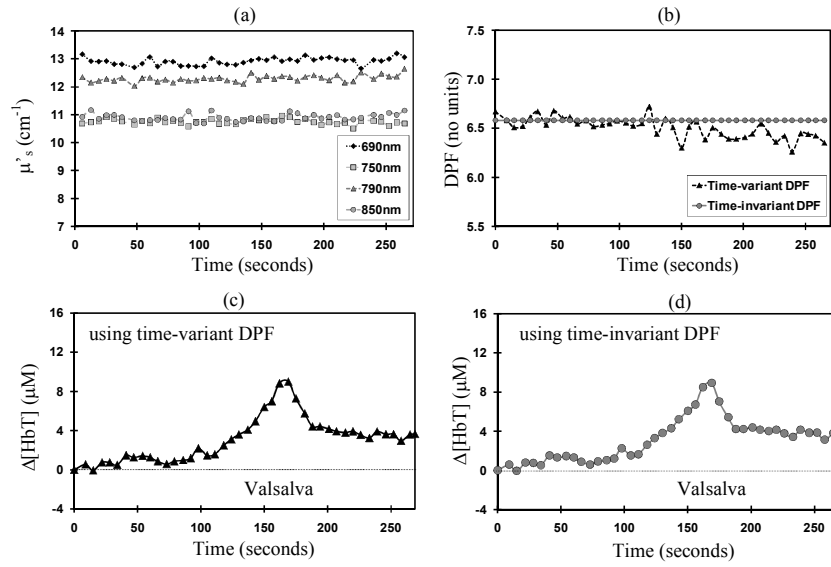 (a)
14
13
12
11
10
9
8
7
μ's (cm⁻¹)
690nm
750nm
790nm
850nm
0
50
100
150
200
250
Time (seconds)
(b)
7.5
7.0
6.5
6.0
5.5
DPF (no units)
Time-variant DPF
Time-invariant DPF
0
50
100
150
200
250
Time (seconds)
(c)
using time-variant DPF
16
12
8
4
0
-4
Δ[HbT] (μM)
Valsalva
0
50
100
150
200
250
Time (seconds)
(d)
using time-invariant DPF
16
12
8
4
0
-4
Δ[HbT] (μM)
Valsalva
0
50
100
150
200
250
Time (seconds)